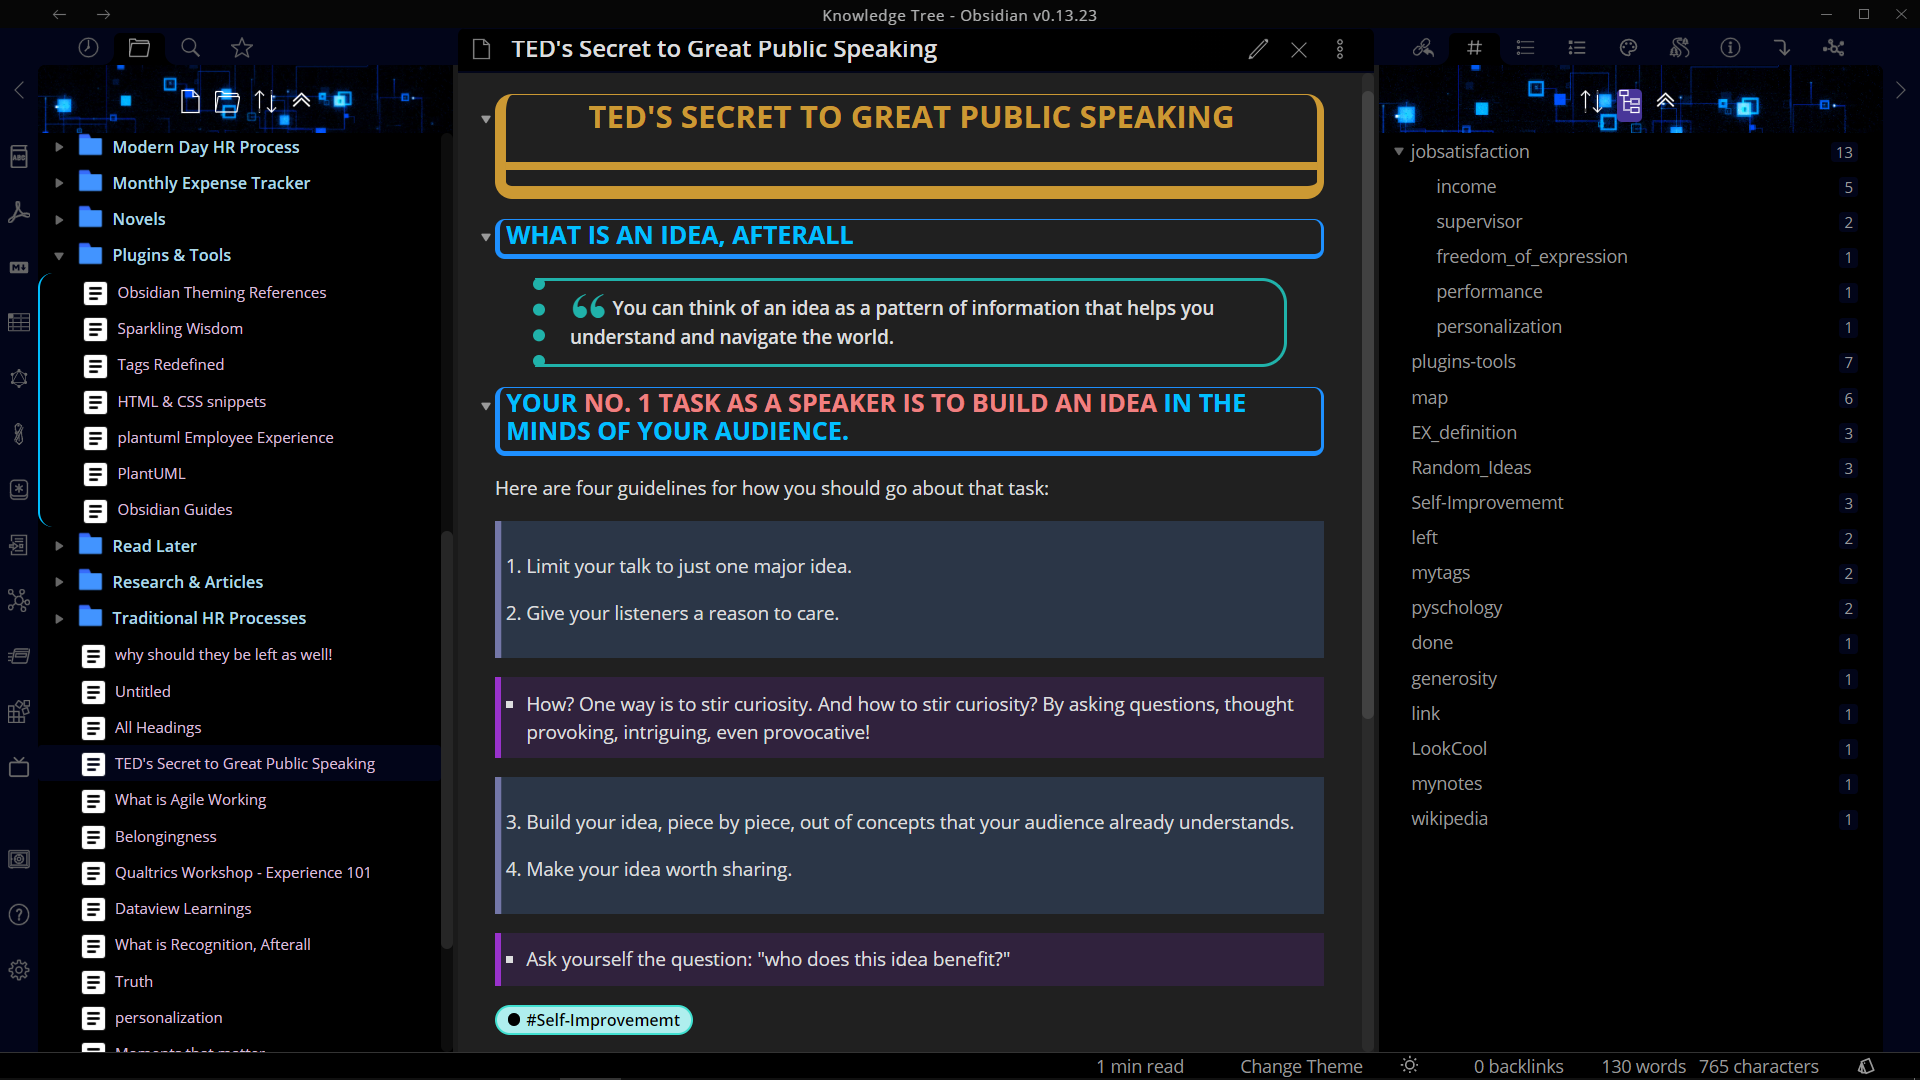 Knowledge Tree - Obsidian v0.13.23
TED's Secret to Great Public Speaking
Modern Day HR Process
Monthly Expense Tracker
Novels
Plugins & Tools
Obsidian Theming References
Sparkling Wisdom
Tags Redefined
HTML & CSS snippets
plantuml Employee Experience
PlantUML
Obsidian Guides
Read Later
Research & Articles
Traditional HR Processes
why should they be left as well!
Untitled
All Headings
TED's Secret to Great Public Speaking
What is Agile Working
Belongingness
Qualtrics Workshop - Experience 101
Dataview Learnings
What is Recognition, Afterall
Truth
personalization
Moments that matter
TED'S SECRET TO GREAT PUBLIC SPEAKING
WHAT IS AN IDEA, AFTERALL
“ You can think of an idea as a pattern of information that helps you
understand and navigate the world.
YOUR NO. 1 TASK AS A SPEAKER IS TO BUILD AN IDEA IN THE
MINDS OF YOUR AUDIENCE.
Here are four guidelines for how you should go about that task:
1. Limit your talk to just one major idea.
2. Give your listeners a reason to care.
How? One way is to stir curiosity. And how to stir curiosity? By asking questions, thought
provoking, intriguing, even provocative!
3. Build your idea, piece by piece, out of concepts that your audience already understands.
4. Make your idea worth sharing.
Ask yourself the question: "who does this idea benefit?"
#Self-Improvememt
jobsatisfaction 13
income 5
supervisor 2
freedom_of_expression 1
performance 1
personalization 1
plugins-tools 7
map 6
EX_definition 3
Random_Ideas 3
Self-Improvememt 3
left 2
mytags 2
pyschology 2
done 1
generosity 1
link 1
LookCool 1
mynotes 1
wikipedia 1
1 min read Change Theme 0 backlinks 130 words 765 characters